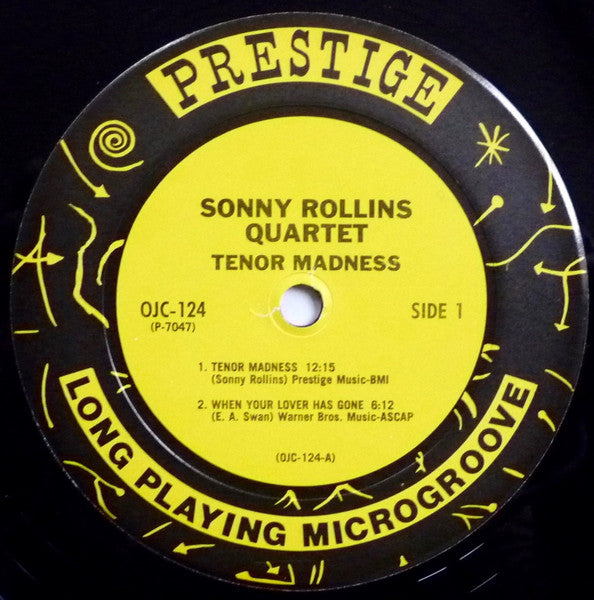 PRESTIGE
SONNY ROLLINS
QUARTET
TENOR MADNESS
OJC-124
(P-7047)
SIDE 1
1. TENOR MADNESS 12:15
(Sonny Rollins) Prestige Music-BMI
2. WHEN YOUR LOVER HAS GONE 6:12
(E. A. Swan) Warner Bros. Music-ASCAP
(OJC-124-A)
LONG PLAYING MICROGROOVE